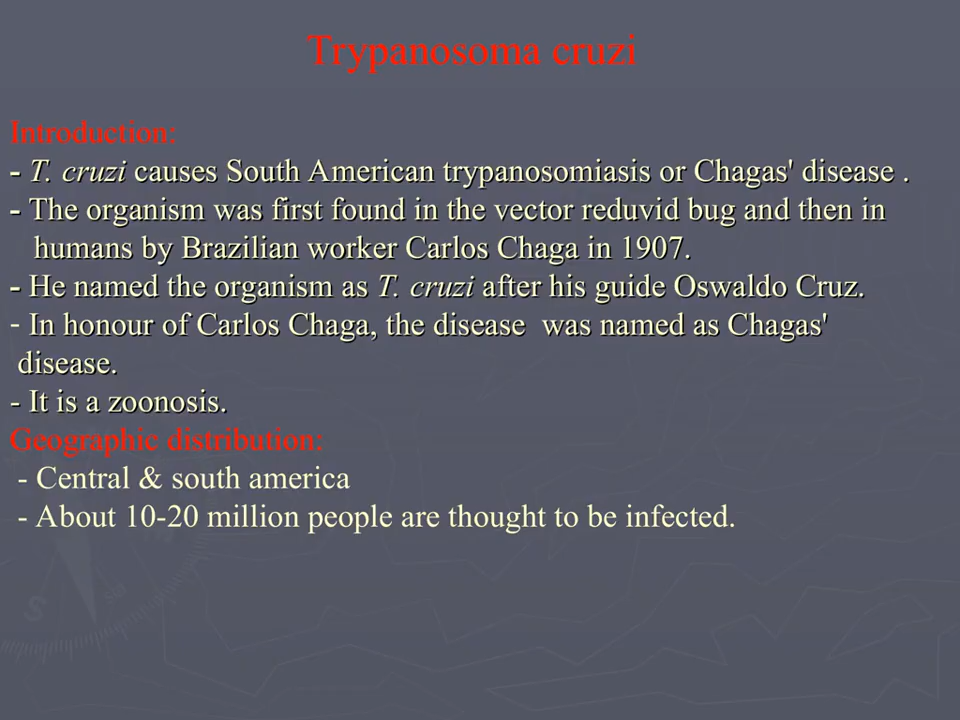 Trypanosoma cruzi
Introduction:
- T. cruzi causes South American trypanosomiasis or Chagas' disease .
- The organism was first found in the vector reduvid bug and then in
humans by Brazilian worker Carlos Chaga in 1907.
- He named the organism as T. cruzi after his guide Oswaldo Cruz.
- In honour of Carlos Chaga, the disease  was named as Chagas'
disease.
- It is a zoonosis.
Geographic distribution:
- Central & south america
- About 10-20 million people are thought to be infected.
S